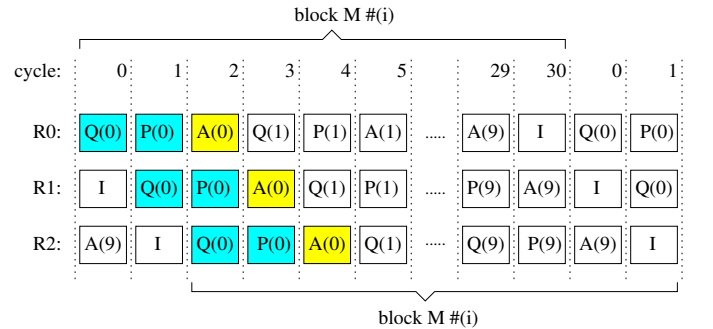 block M #(i)
cycle: 0 1 2 3 4 5 29 30 0 1
R0: Q(0) P(0) A(0) Q(1) P(1) A(1) ..... A(9) I Q(0) P(0)
R1: I Q(0) P(0) A(0) Q(1) P(1) ..... P(9) A(9) I Q(0)
R2: A(9) I Q(0) P(0) A(0) Q(1) ..... Q(9) P(9) A(9) I
block M #(i)